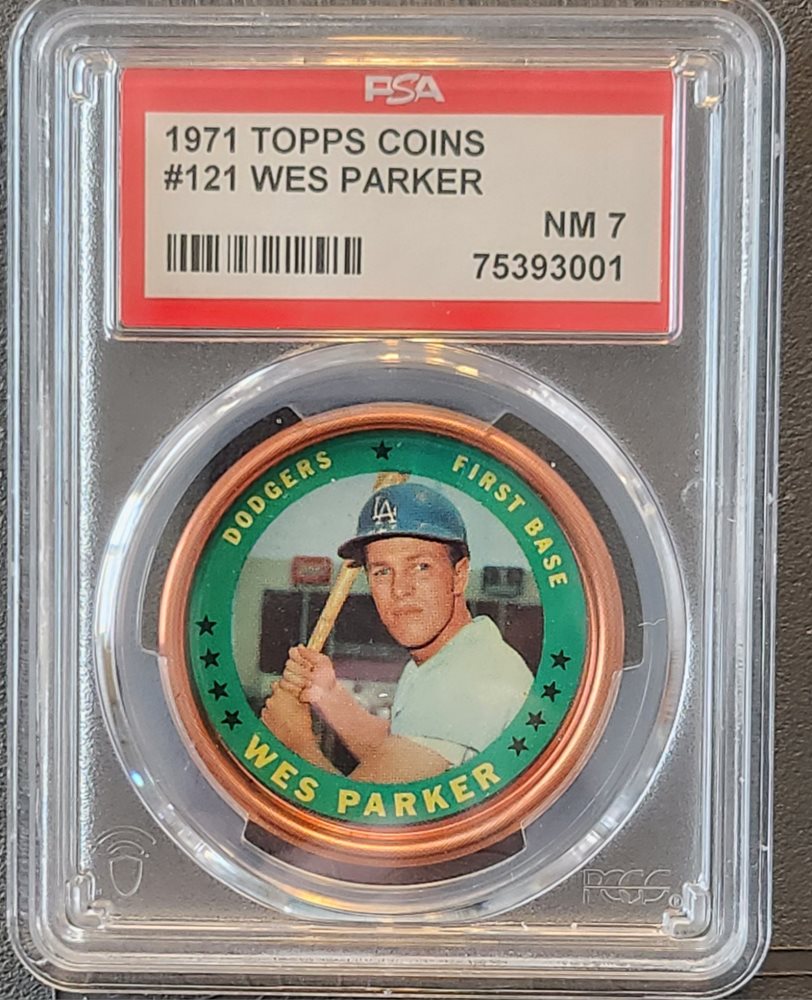 PSA
1971 TOPPS COINS
#121 WES PARKER
NM 7
75393001
DODGERS ★ FIRST BASE
LA
WES PARKER
PCGS